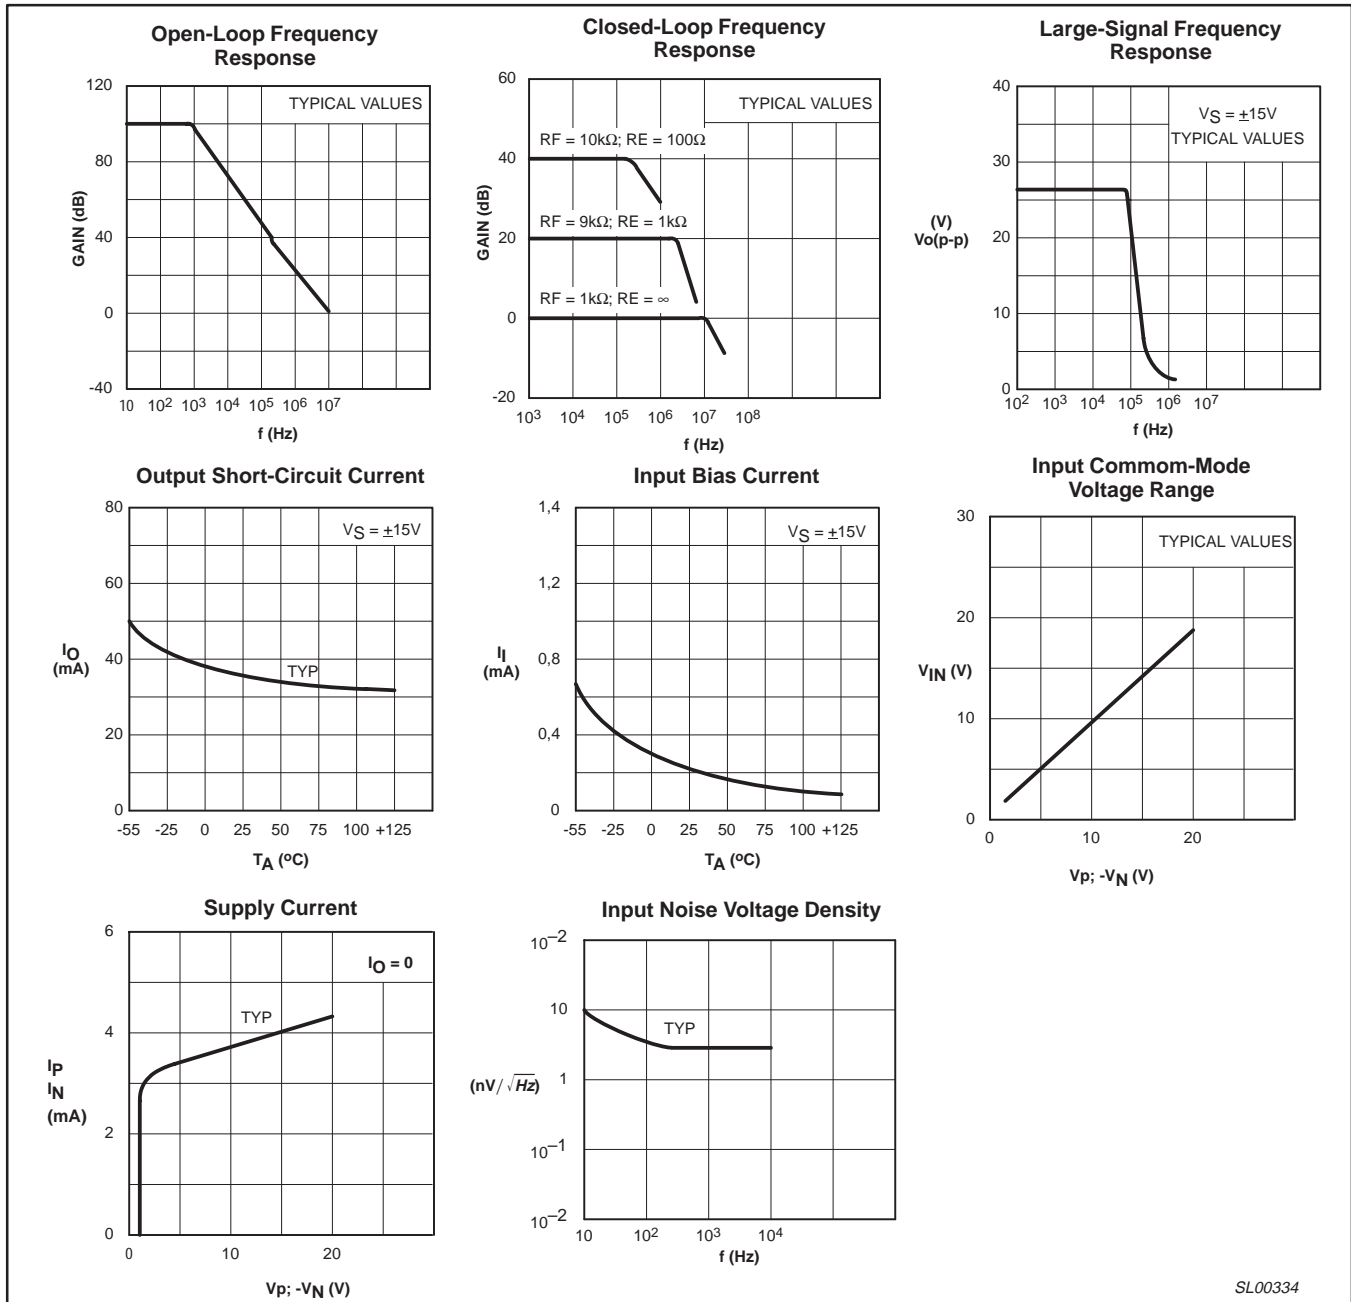 Open-Loop Frequency
Response
TYPICAL VALUES
120
80
40
0
-40
GAIN (dB)
10 10² 10³ 10⁴ 10⁵ 10⁶ 10⁷
f (Hz)
Closed-Loop Frequency
Response
TYPICAL VALUES
60
40
20
0
-20
GAIN (dB)
RF = 10kΩ; RE = 100Ω
RF = 9kΩ; RE = 1kΩ
RF = 1kΩ; RE = ∞
10³ 10⁴ 10⁵ 10⁶ 10⁷ 10⁸
f (Hz)
Large-Signal Frequency
Response
VS = ±15V
TYPICAL VALUES
40
30
20
10
0
(V)
Vo(p-p)
10² 10³ 10⁴ 10⁵ 10⁶ 10⁷
f (Hz)
Output Short-Circuit Current
VS = ±15V
80
60
40
20
0
IO
(mA)
TYP
-55 -25 0 25 50 75 100 +125
TA (oC)
Input Bias Current
VS = ±15V
1,4
1,2
0,8
0,4
0
II
(mA)
-55 -25 0 25 50 75 100 +125
TA (oC)
Input Commom-Mode
Voltage Range
TYPICAL VALUES
30
20
10
0
VIN (V)
0 10 20
Vp; -VN (V)
Supply Current
IO = 0
6
4
2
0
IP
IN
(mA)
TYP
0 10 20
Vp; -VN (V)
Input Noise Voltage Density
10⁻²
10
1
10⁻¹
10⁻²
(nV/√Hz)
TYP
10 10² 10³ 10⁴
f (Hz)
SL00334